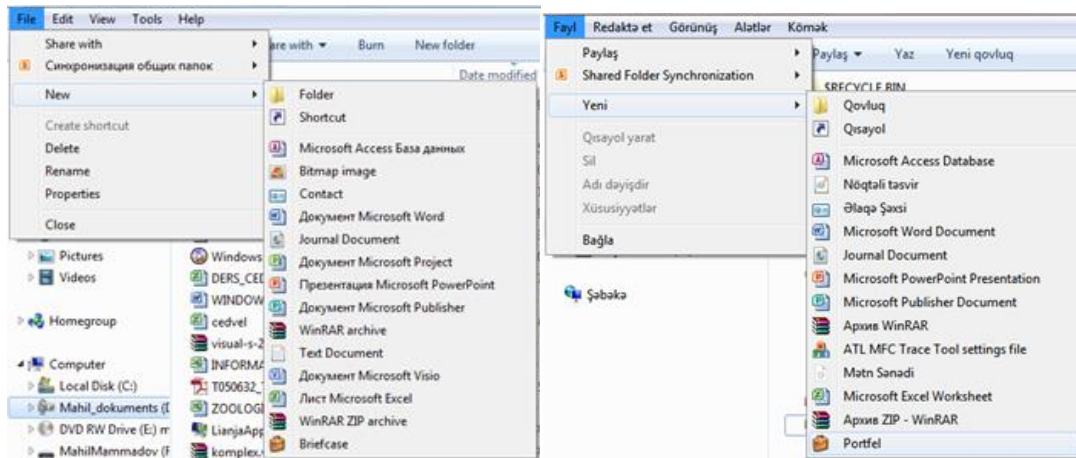 File Edit View Tools Help
Share with
Синхронизация общих папок
New
Create shortcut
Delete
Rename
Properties
Close
are with Burn New folder
Date modified
Folder
Shortcut
Microsoft Access База данных
Bitmap image
Contact
Документ Microsoft Word
Journal Document
Документ Microsoft Project
Презентация Microsoft PowerPoint
Документ Microsoft Publisher
WinRAR archive
Text Document
Документ Microsoft Visio
Лист Microsoft Excel
WinRAR ZIP archive
Briefcase
Pictures
Videos
Homegroup
Computer
Local Disk (C:)
Mahil_dokuments (
DVD RW Drive (E:) m
MahilMammadov (F
Windows
DERS_CED
WINDOW
cedvel
visual-s-2
INFORMA
T050632_
ZOOLOGI
LianjaApp
komplex.
Fayl Redaktə et Görünüş Alətlər Kömək
Paylaş
Shared Folder Synchronization
Yeni
Qısayol yarat
Sil
Adı dəyişdir
Xüsusiyyətlər
Bağla
Paylaş Yaz Yeni qovluq
$RECYCLE.BIN
Qovluq
Qısayol
Microsoft Access Database
Nöqtəli təsvir
Əlaqə Şəxsi
Microsoft Word Document
Journal Document
Microsoft PowerPoint Presentation
Microsoft Publisher Document
Архив WinRAR
ATL MFC Trace Tool settings file
Mətn Sənədi
Microsoft Excel Worksheet
Архив ZIP - WinRAR
Portfel
Şəbəkə